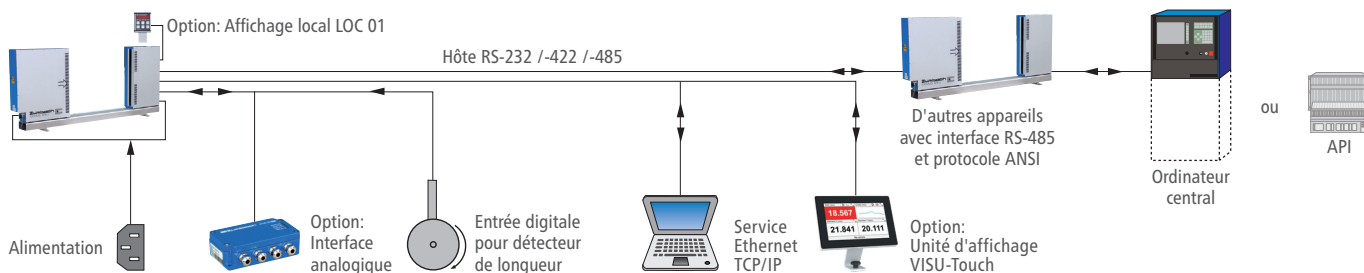 Option: Affichage local LOC 01
Hôte RS-232 /-422 /-485
D'autres appareils
avec interface RS-485
et protocole ANSI
ou
API
Ordinateur
central
Alimentation
Option:
Interface
analogique
Entrée digitale
pour détecteur
de longueur
Service
Ethernet
TCP/IP
18.567
21.841
20.111
Option:
Unité d'affichage
VISU-Touch